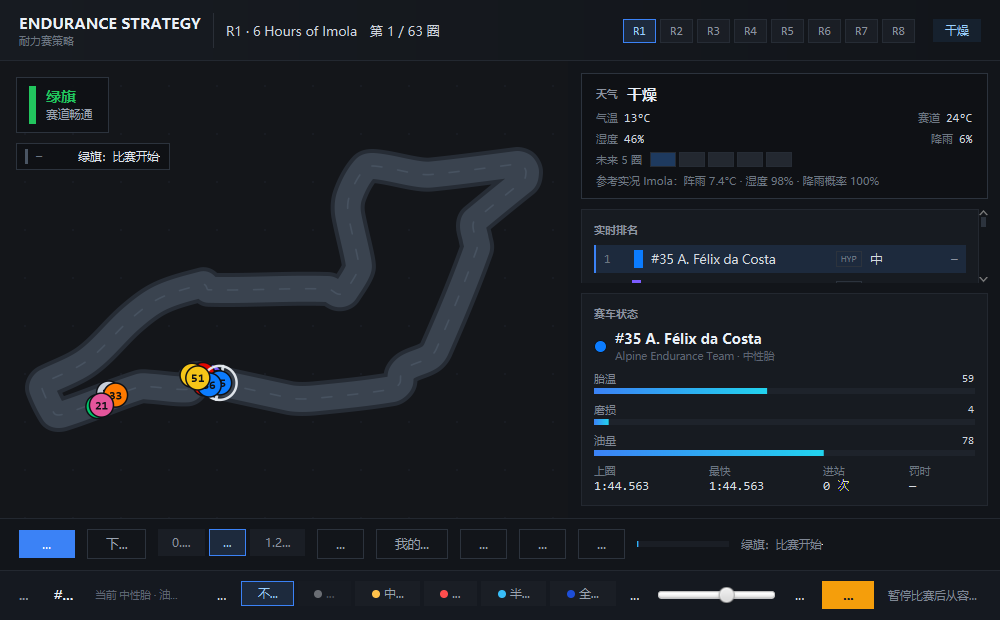 ENDURANCE STRATEGY
耐力赛策略
R1 · 6 Hours of Imola 第 1 / 63 圈
R1 R2 R3 R4 R5 R6 R7 R8 干燥
绿旗
赛道畅通
– 绿旗：比赛开始
51
33
21
天气 干燥
气温 13°C 赛道 24°C
湿度 46% 降雨 6%
未来 5 圈
参考实况 Imola：阵雨 7.4°C · 湿度 98% · 降雨概率 100%
实时排名
1 #35 A. Félix da Costa HYP 中 –
赛车状态
#35 A. Félix da Costa
Alpine Endurance Team · 中性胎
胎温 59
磨损 4
油量 78
上圈 最快 进站 罚时
1:44.563 1:44.563 0 次 –
... 下... 0.... ... 1.2... ... 我的... ... ... ... 绿旗：比赛开始
... #... 当前 中性胎 · 油... ... 不... ... 中... ... 半... 全... ... ... ... 暂停比赛后从容...